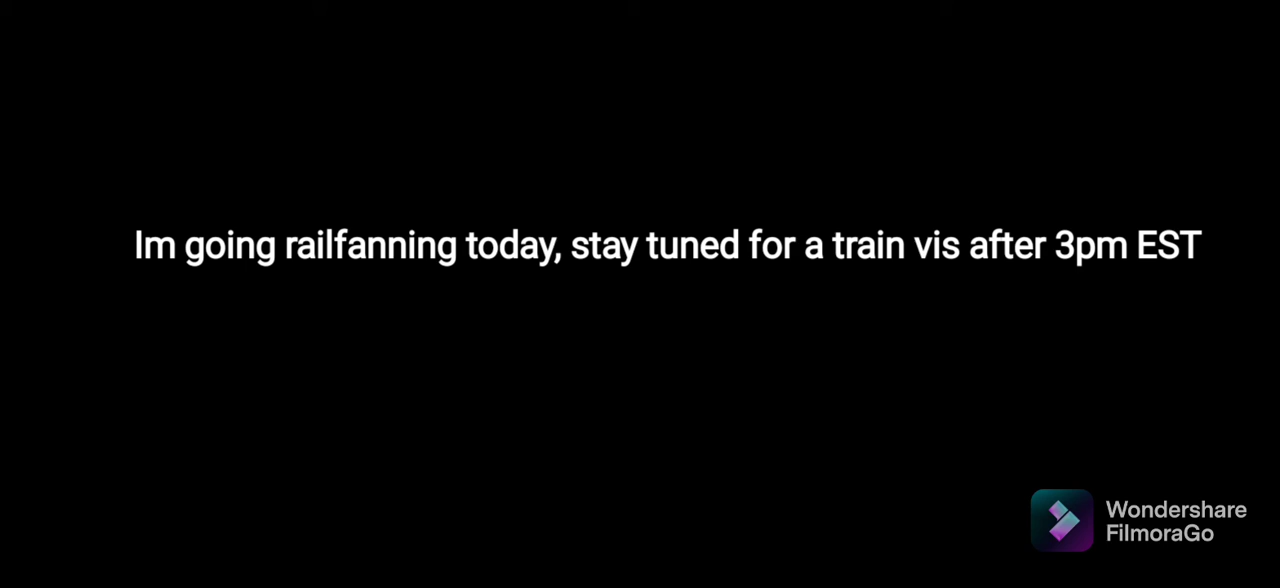 Im going railfanning today, stay tuned for a train vis after 3pm EST
Wondershare
FilmoraGo